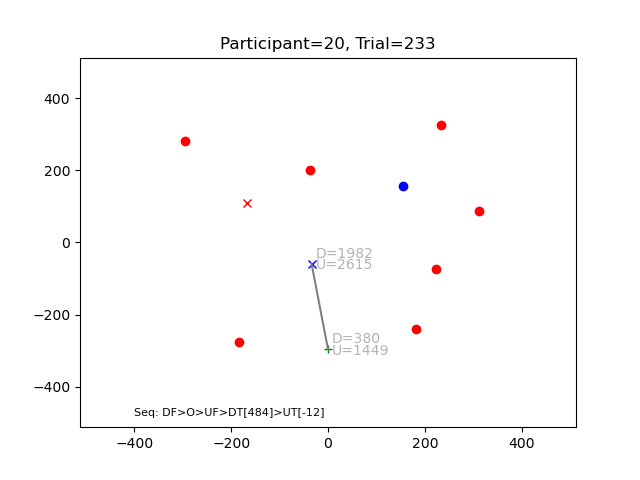 Participant=20, Trial=233
400
200
0
−200
−400
D=1982
U=2615
D=380
U=1449
Seq: DF>O>UF>DT[484]>UT[-12]
−400 −200 0 200 400